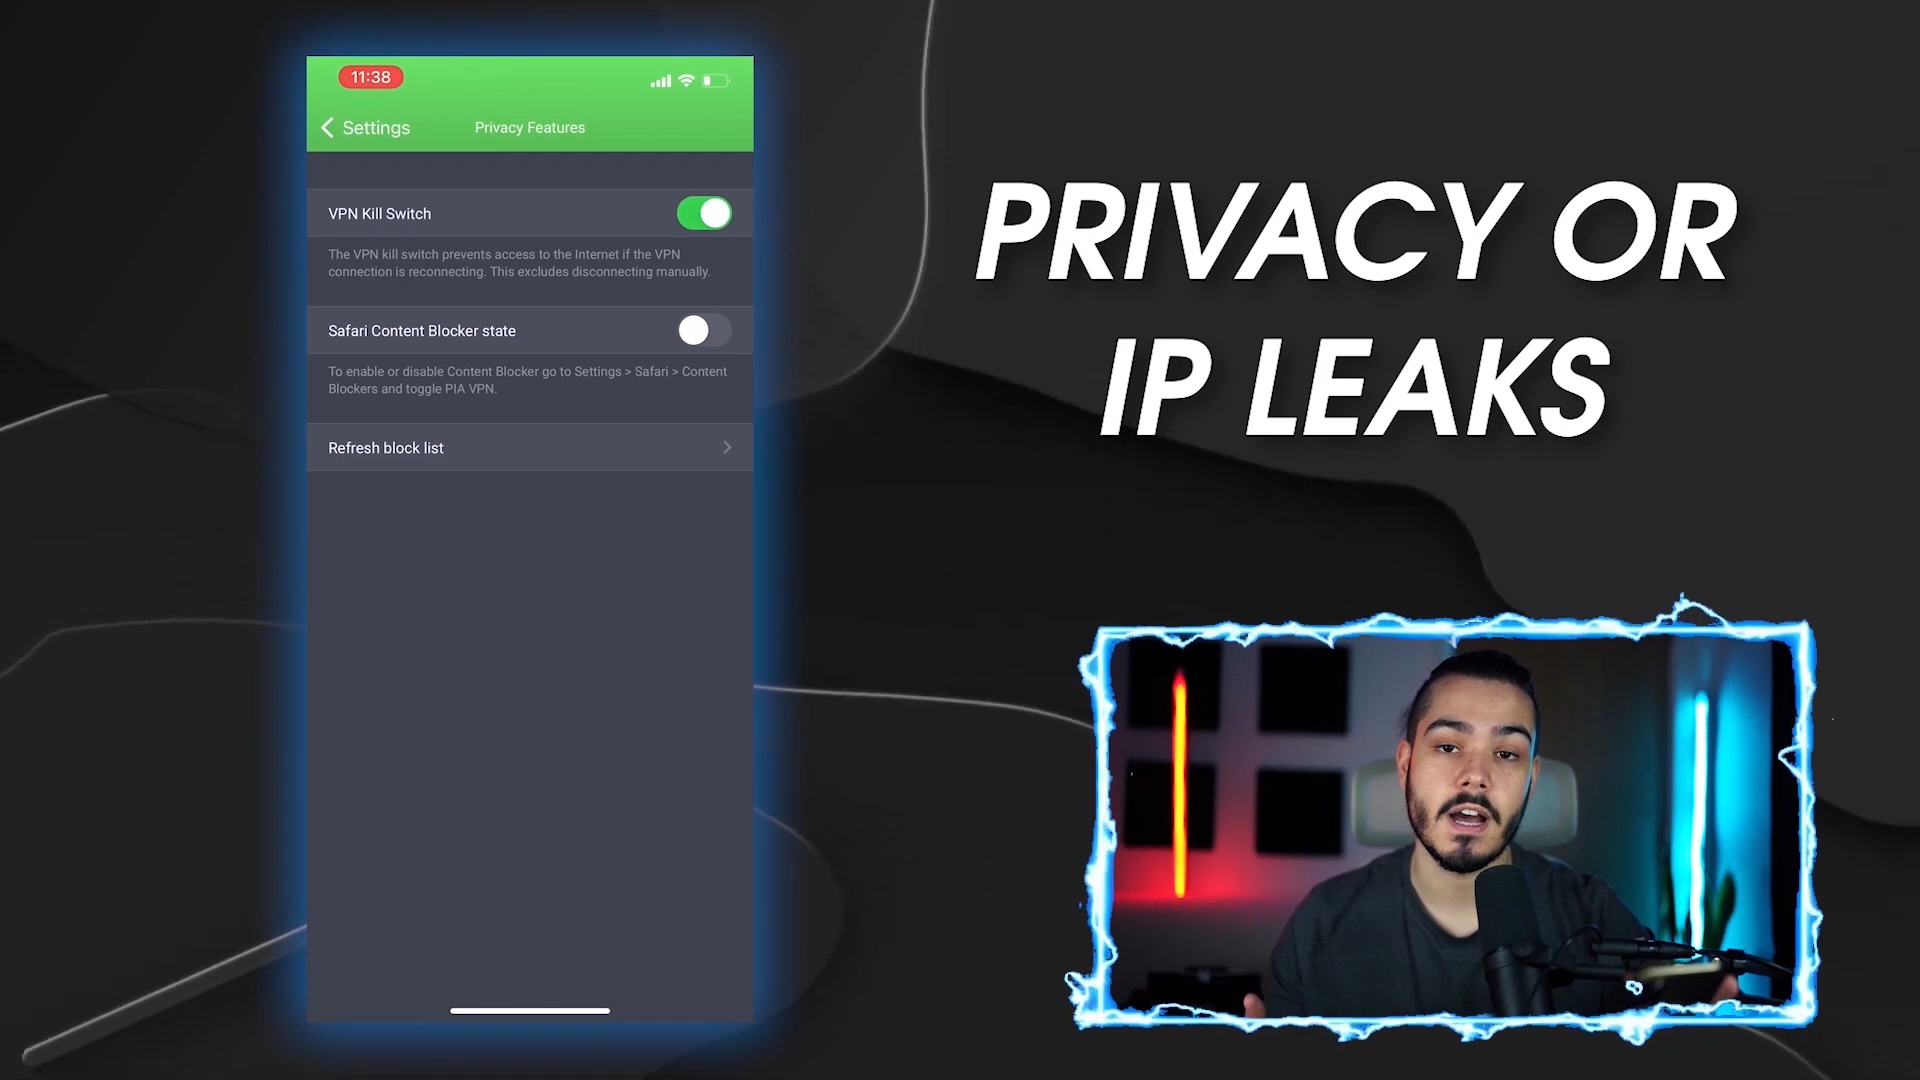 11:38
Settings
Privacy Features
VPN Kill Switch
The VPN kill switch prevents access to the Internet if the VPN
connection is reconnecting. This excludes disconnecting manually.
Safari Content Blocker state
To enable or disable Content Blocker go to Settings > Safari > Content
Blockers and toggle PIA VPN.
Refresh block list
PRIVACY OR
IP LEAKS